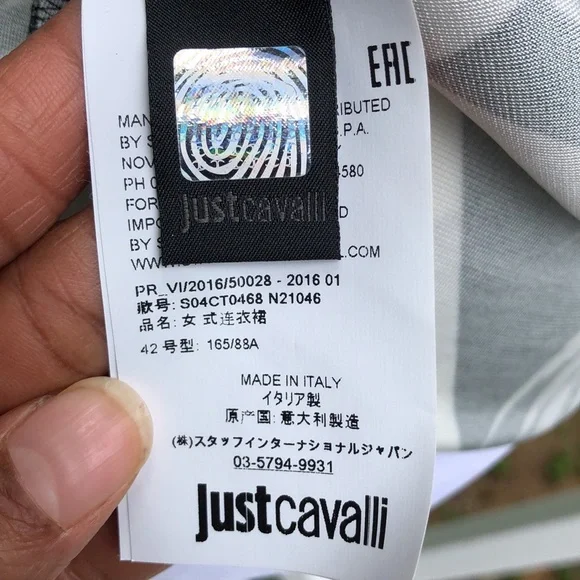 EAC
MAN RIBUTED
BY S .P.A.
NOV
PH 0 4580
FOR
IMPO D
BY S L
WWW. .COM
justcavalli
PR_VI/2016/50028 - 2016 01
款号: S04CT0468 N21046
品名: 女式连衣裙
42 号型: 165/88A
MADE IN ITALY
イタリア製
原产国: 意大利製造
(株)スタッフインターナショナルジャパン
03-5794-9931
justcavalli